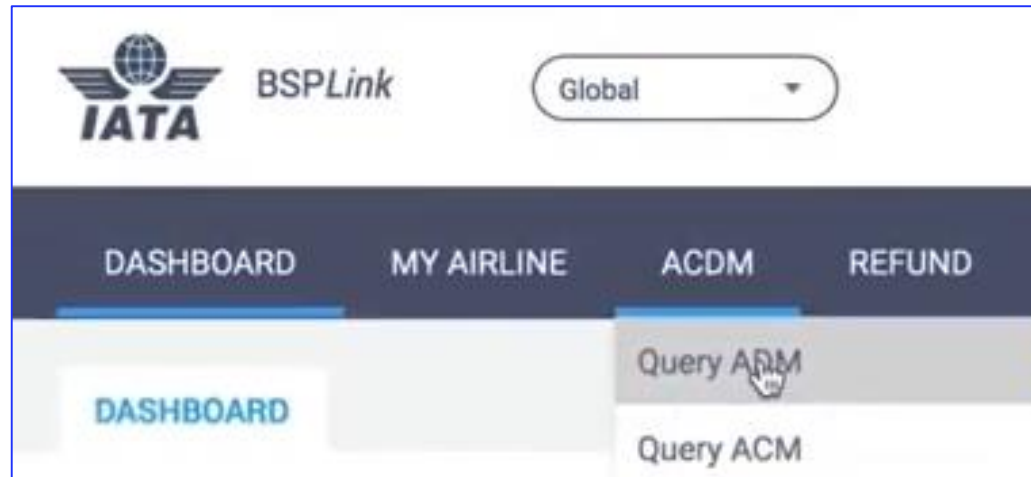 IATA
BSPLink
Global
DASHBOARD MY AIRLINE ACDM REFUND
Query ADM
DASHBOARD
Query ACM